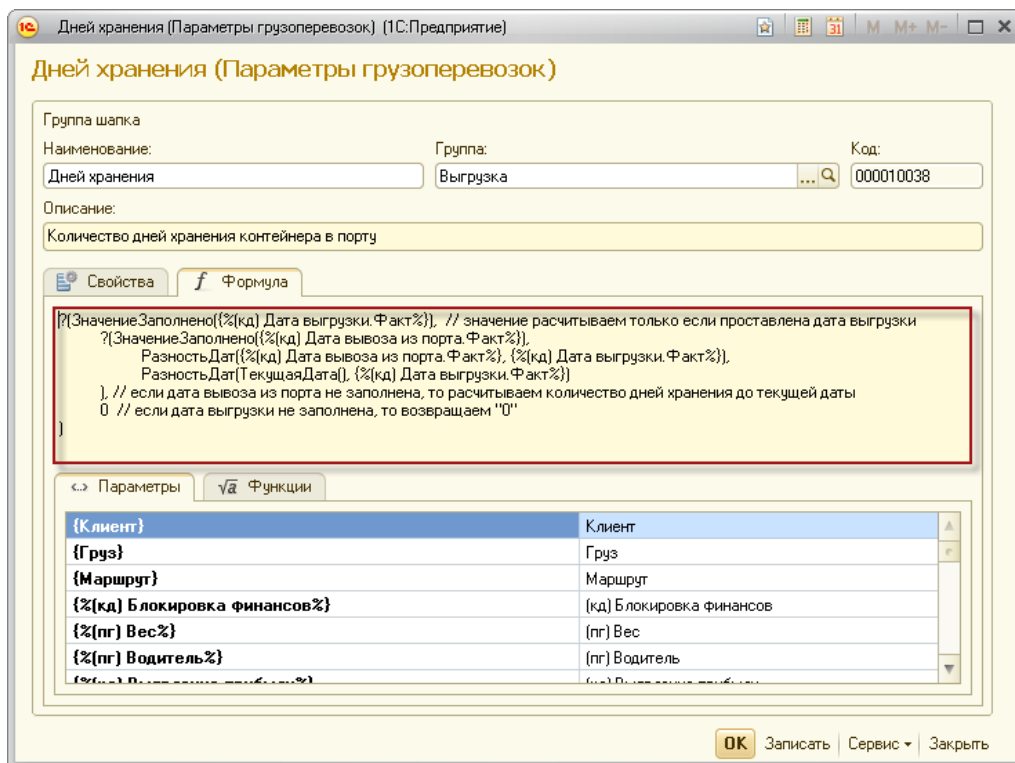 Дней хранения (Параметры грузоперевозок) (1С:Предприятие)
M M+ M-
Дней хранения (Параметры грузоперевозок)
Группа шапка
Наименование: Группа: Код:
Дней хранения Выгрузка ... 000010038
Описание:
Количество дней хранения контейнера в порту
Свойства Формула
?(ЗначениеЗаполнено({%(кд) Дата выгрузки.Факт%}), // значение расчитываем только если проставлена дата выгрузки
?(ЗначениеЗаполнено({%(кд) Дата вывоза из порта.Факт%}),
РазностьДат({%(кд) Дата вывоза из порта.Факт%}, {%(кд) Дата выгрузки.Факт%}),
РазностьДат(ТекущаяДата(), {%(кд) Дата выгрузки.Факт%})
), // если дата вывоза из порта не заполнена, то расчитываем количество дней хранения до текущей даты
0 // если дата выгрузки не заполнена, то возвращаем "0"
)
Параметры Функции
{Клиент} Клиент
{Груз} Груз
{Маршрут} Маршрут
{%(кд) Блокировка финансов%} (кд) Блокировка финансов
{%(пг) Вес%} (пг) Вес
{%(пг) Водитель%} (пг) Водитель
OK Записать Сервис Закрыть